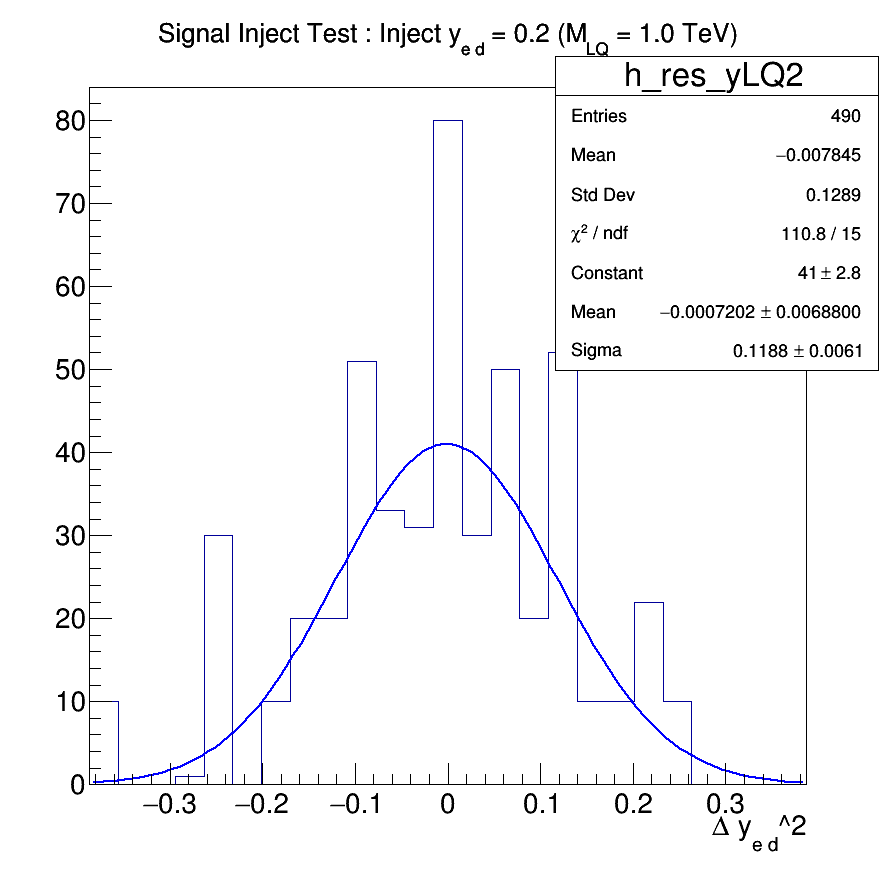 Signal Inject Test : Inject y_{e d} = 0.2 (M_{LQ} = 1.0 TeV)
h_res_yLQ2
Entries 490
Mean −0.007845
Std Dev 0.1289
χ² / ndf 110.8 / 15
Constant 41 ± 2.8
Mean −0.0007202 ± 0.0068800
Sigma 0.1188 ± 0.0061
80
70
60
50
40
30
20
10
0
−0.3 −0.2 −0.1 0 0.1 0.2 0.3
Δ y_{e d}^2